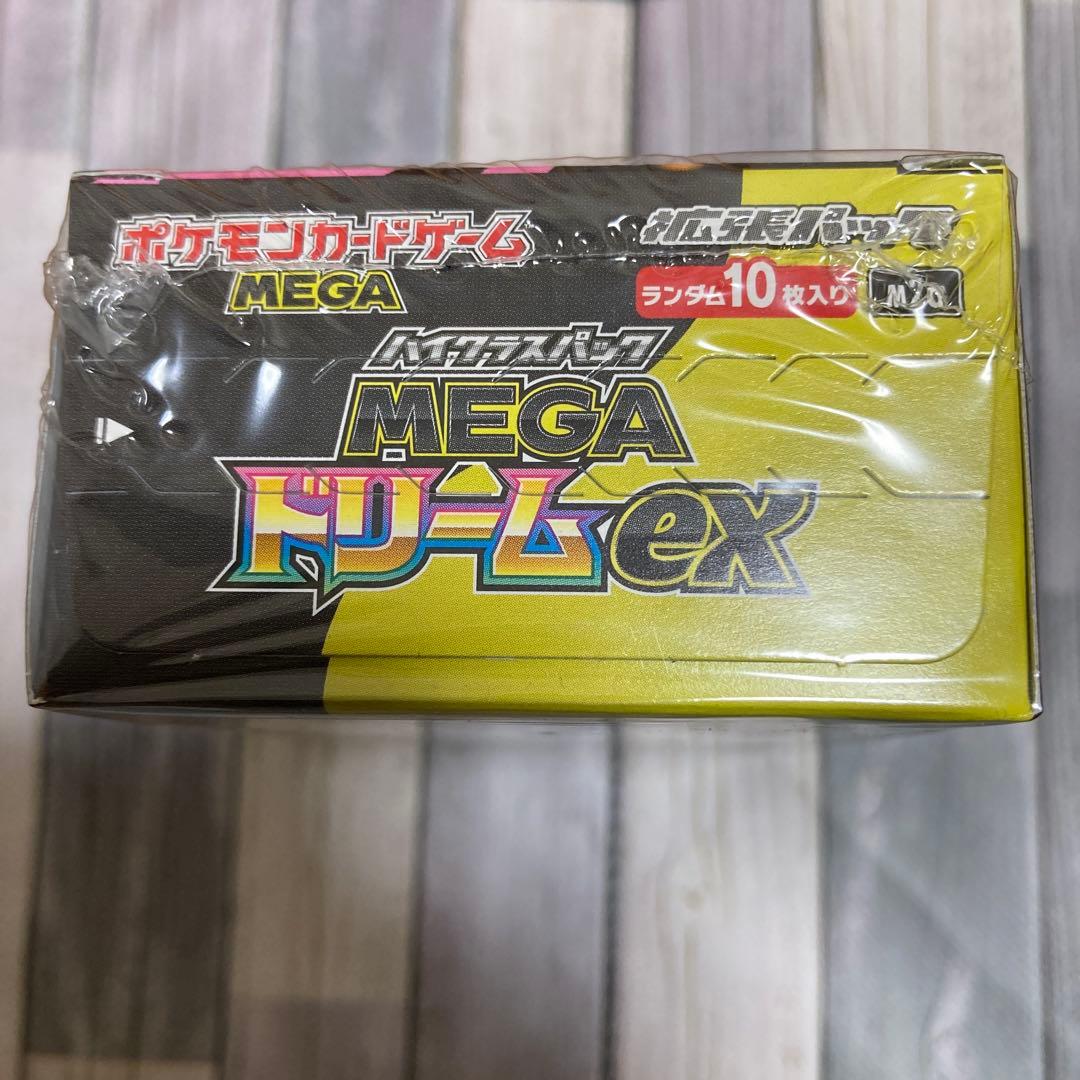 ポケモンカードゲーム
MEGA
拡張パック
ランダム10枚入り
ハイクラスパック
MEGA
ドリームex